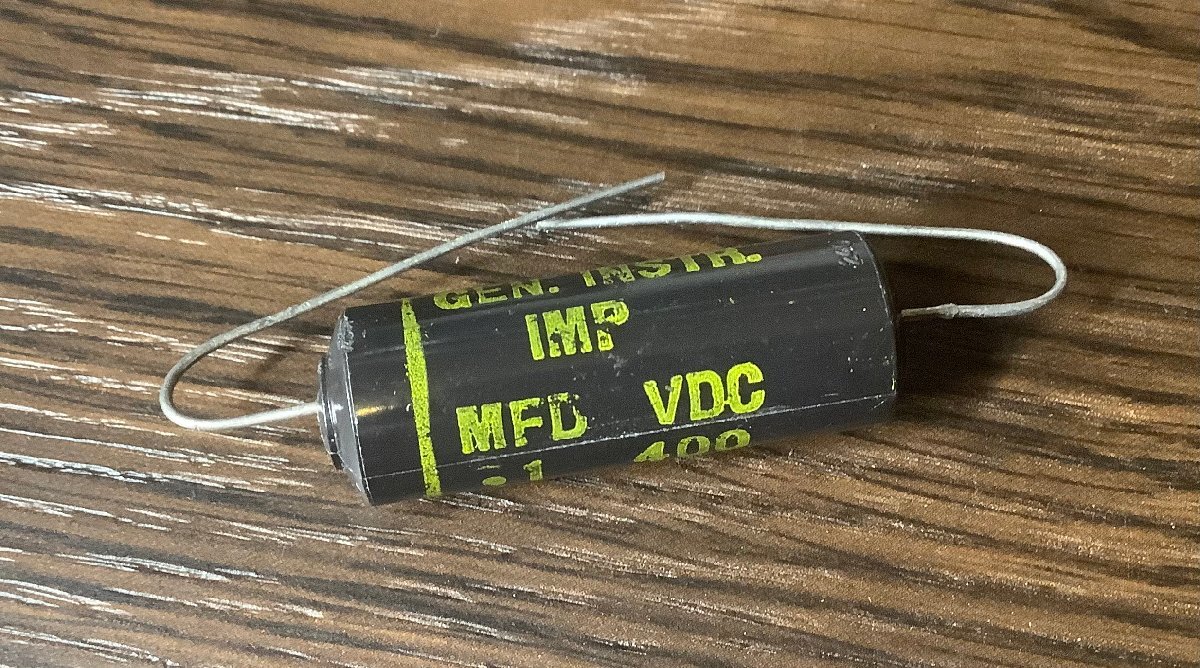 GEN. INSTR.
IMP
MFD VDC
.1 400